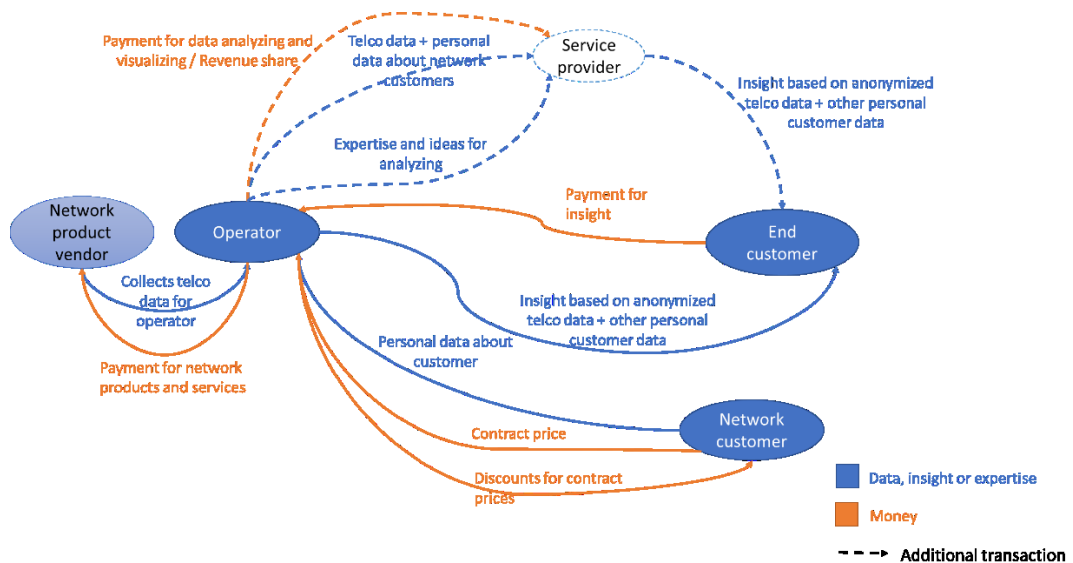 Payment for data analyzing and
visualizing / Revenue share
Telco data + personal
data about network
customers
Service
provider
Insight based on anonymized
telco data + other personal
customer data
Expertise and ideas for
analyzing
Payment for
insight
Network
product
vendor
Operator
End
customer
Collects telco
data for
operator
Insight based on anonymized
telco data + other personal
customer data
Personal data about
customer
Payment for network
products and services
Network
customer
Contract price
Discounts for contract
prices
Data, insight or expertise
Money
Additional transaction